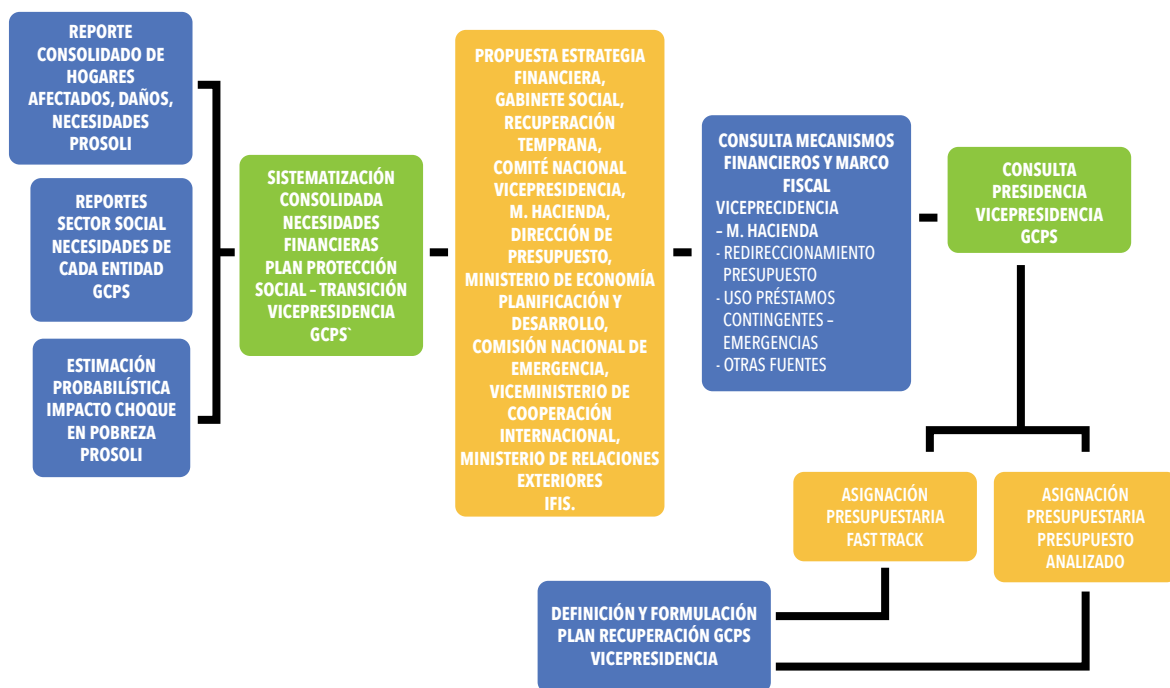 REPORTE
CONSOLIDADO DE
HOGARES
AFECTADOS, DAÑOS,
NECESIDADES
PROSOLI
REPORTES
SECTOR SOCIAL
NECESIDADES DE
CADA ENTIDAD
GCPS
ESTIMACIÓN
PROBABILÍSTICA
IMPACTO CHOQUE
EN POBREZA
PROSOLI
SISTEMATIZACIÓN
CONSOLIDADA
NECESIDADES
FINANCIERAS
PLAN PROTECCIÓN
SOCIAL – TRANSICIÓN
VICEPRESIDENCIA
GCPS`
PROPUESTA ESTRATEGIA
FINANCIERA,
GABINETE SOCIAL,
RECUPERACIÓN
TEMPRANA,
COMITÉ NACIONAL
VICEPRESIDENCIA,
M. HACIENDA,
DIRECCIÓN DE
PRESUPUESTO,
MINISTERIO DE ECONOMÍA
PLANIFICACIÓN Y
DESARROLLO,
COMISIÓN NACIONAL DE
EMERGENCIA,
VICEMINISTERIO DE
COOPERACIÓN
INTERNACIONAL,
MINISTERIO DE RELACIONES
EXTERIORES
IFIS.
CONSULTA MECANISMOS
FINANCIEROS Y MARCO
FISCAL
VICEPRECIDENCIA
– M. HACIENDA
- REDIRECCIONAMIENTO
PRESUPUESTO
- USO PRÉSTAMOS
CONTINGENTES –
EMERGENCIAS
- OTRAS FUENTES
CONSULTA
PRESIDENCIA
VICEPRESIDENCIA
GCPS
ASIGNACIÓN
PRESUPUESTARIA
FAST TRACK
ASIGNACIÓN
PRESUPUESTARIA
PRESUPUESTO
ANALIZADO
DEFINICIÓN Y FORMULACIÓN
PLAN RECUPERACIÓN GCPS
VICEPRESIDENCIA